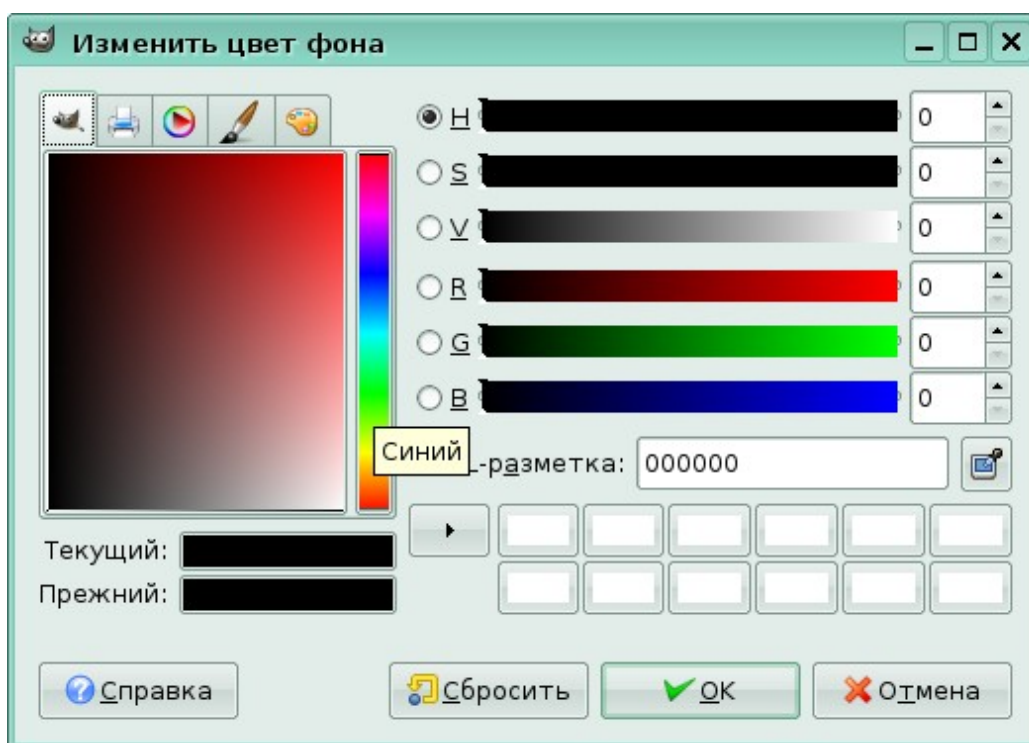 Изменить цвет фона
H 0
S 0
V 0
R 0
G 0
B 0
Синий
L-разметка: 000000
Текущий:
Прежний:
Справка
Сбросить
OK
Отмена